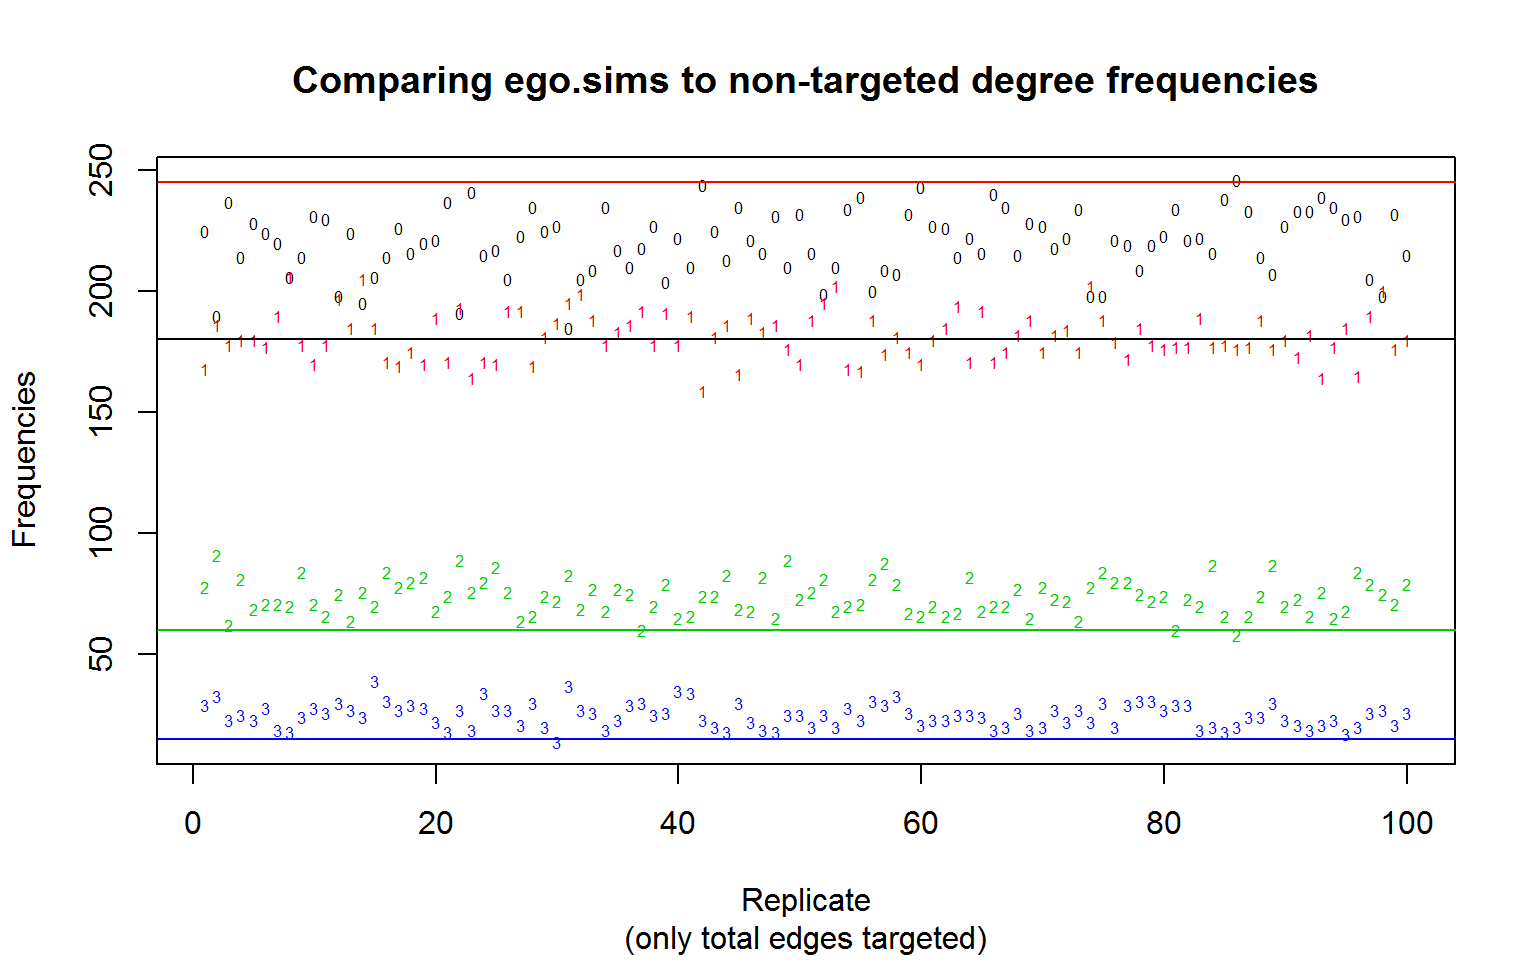 Comparing ego.sims to non-targeted degree frequencies
Frequencies
250
200
150
100
50
0 20 40 60 80 100
Replicate
(only total edges targeted)